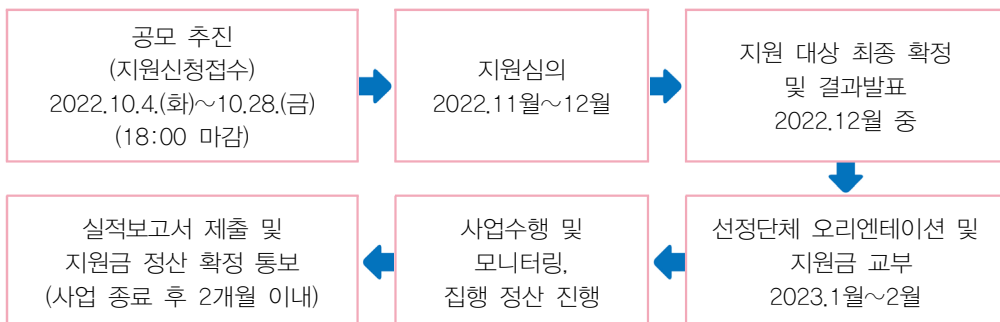 공모 추진
(지원신청접수)
2022.10.4.(화)~10.28.(금)
(18:00 마감)
지원심의
2022.11월~12월
지원 대상 최종 확정
및 결과발표
2022.12월 중
선정단체 오리엔테이션 및
지원금 교부
2023.1월~2월
사업수행 및
모니터링,
집행 정산 진행
실적보고서 제출 및
지원금 정산 확정 통보
(사업 종료 후 2개월 이내)